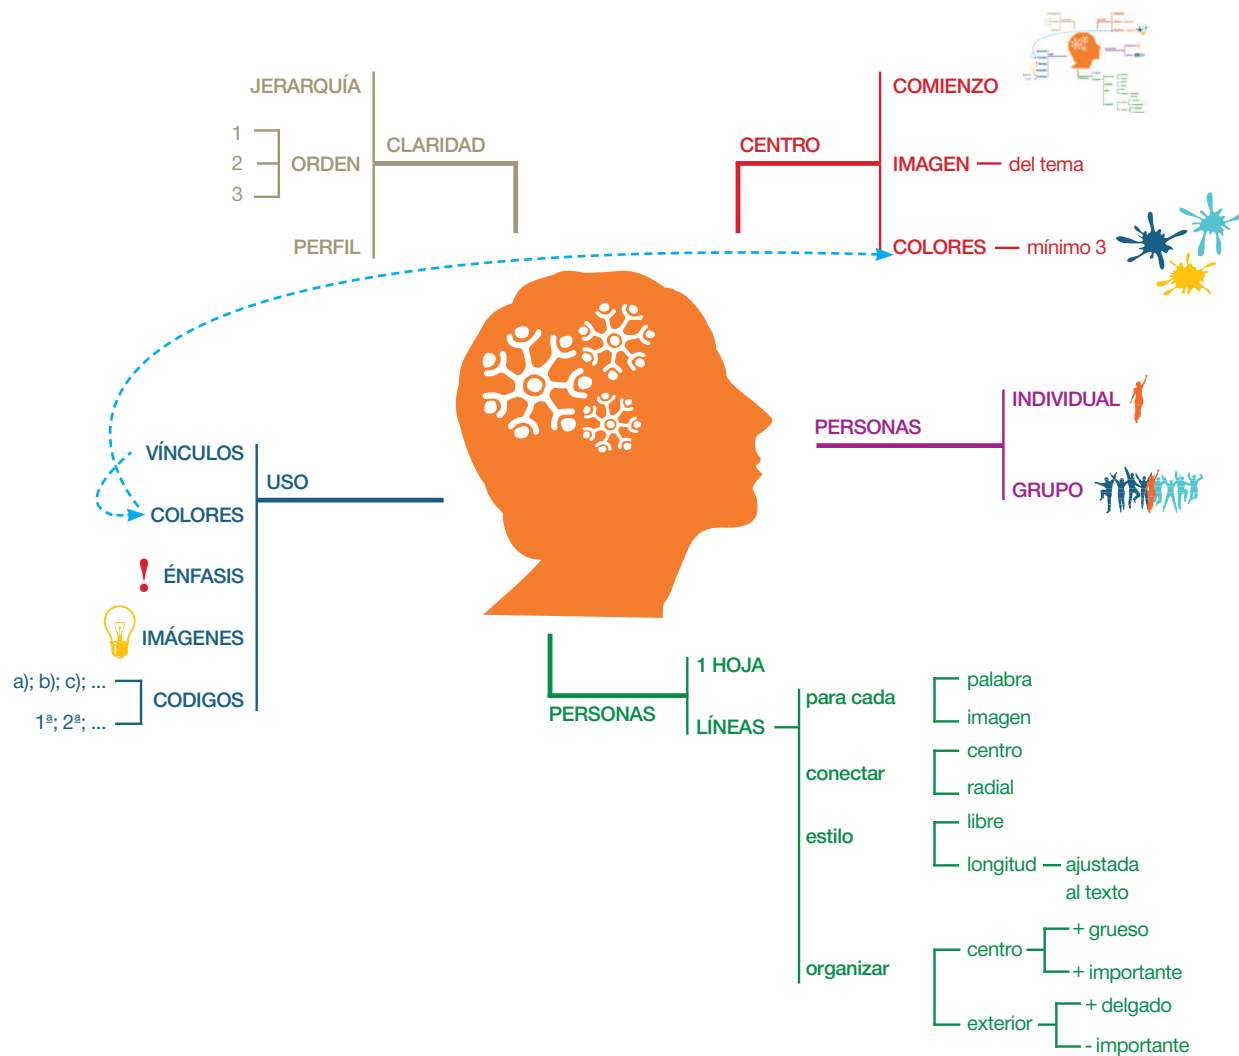 JERARQUÍA
1
2
3
ORDEN
CLARIDAD
PERFIL
CENTRO
COMIENZO
IMAGEN
del tema
COLORES
mínimo 3
PERSONAS
INDIVIDUAL
GRUPO
VÍNCULOS
USO
COLORES
! ÉNFASIS
IMÁGENES
a); b); c); ...
CODIGOS
1ª; 2ª; ...
PERSONAS
1 HOJA
LÍNEAS
para cada
palabra
imagen
conectar
centro
radial
estilo
libre
longitud
ajustada
al texto
organizar
centro
+ grueso
+ importante
exterior
+ delgado
- importante